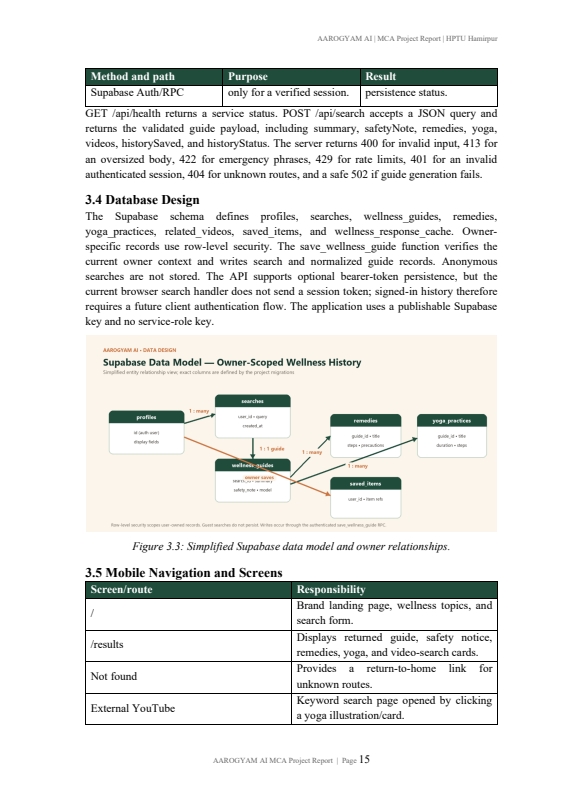 AAROGYAM AI | MCA Project Report | HPTU Hamirpur
Method and path Purpose Result
Supabase Auth/RPC only for a verified session. persistence status.
GET /api/health returns a service status. POST /api/search accepts a JSON query and
returns the validated guide payload, including summary, safetyNote, remedies, yoga,
videos, historySaved, and historyStatus. The server returns 400 for invalid input, 413 for
an oversized body, 422 for emergency phrases, 429 for rate limits, 401 for an invalid
authenticated session, 404 for unknown routes, and a safe 502 if guide generation fails.
3.4 Database Design
The Supabase schema defines profiles, searches, wellness_guides, remedies,
yoga_practices, related_videos, saved_items, and wellness_response_cache. Owner-
specific records use row-level security. The save_wellness_guide function verifies the
current owner context and writes search and normalized guide records. Anonymous
searches are not stored. The API supports optional bearer-token persistence, but the
current browser search handler does not send a session token; signed-in history therefore
requires a future client authentication flow. The application uses a publishable Supabase
key and no service-role key.
AAROGYAM AI • DATA DESIGN
Supabase Data Model — Owner-Scoped Wellness History
Simplified entity relationship view; exact columns are defined by the project migrations
searches
user_id • query
created_at
profiles
id (auth user)
display fields
1 : many
remedies
guide_id • title
steps • precautions
yoga_practices
guide_id • title
duration • steps
1 : 1 guide
1 : many
wellness_guides
owner saves
safety_note • model
1 : many
saved_items
user_id • item refs
Row-level security scopes user-owned records. Guest searches do not persist. Writes occur through the authenticated save_wellness_guide RPC.
Figure 3.3: Simplified Supabase data model and owner relationships.
3.5 Mobile Navigation and Screens
Screen/route Responsibility
/ Brand landing page, wellness topics, and
search form.
/results Displays returned guide, safety notice,
remedies, yoga, and video-search cards.
Not found Provides a return-to-home link for
unknown routes.
External YouTube Keyword search page opened by clicking
a yoga illustration/card.
AAROGYAM AI MCA Project Report | Page 15